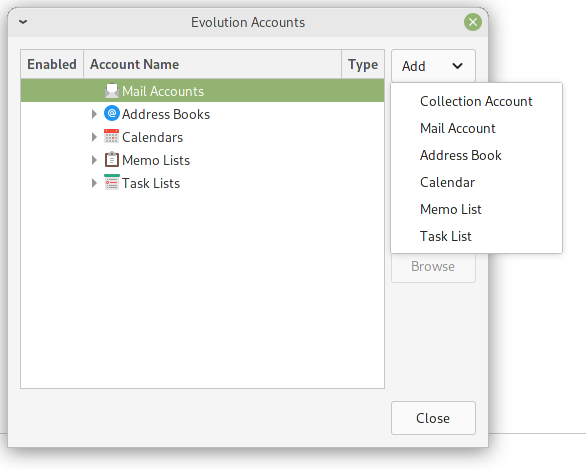 Evolution Accounts
Enabled Account Name Type
Add
Mail Accounts
Address Books
Calendars
Memo Lists
Task Lists
Collection Account
Mail Account
Address Book
Calendar
Memo List
Task List
Browse
Close